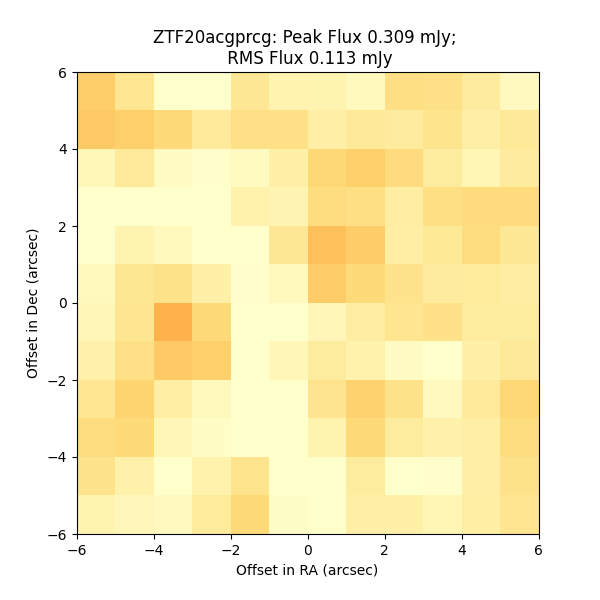 ZTF20acgprcg: Peak Flux 0.309 mJy;
RMS Flux 0.113 mJy
6
4
2
0
−2
−4
−6
Offset in Dec (arcsec)
−6 −4 −2 0 2 4 6
Offset in RA (arcsec)